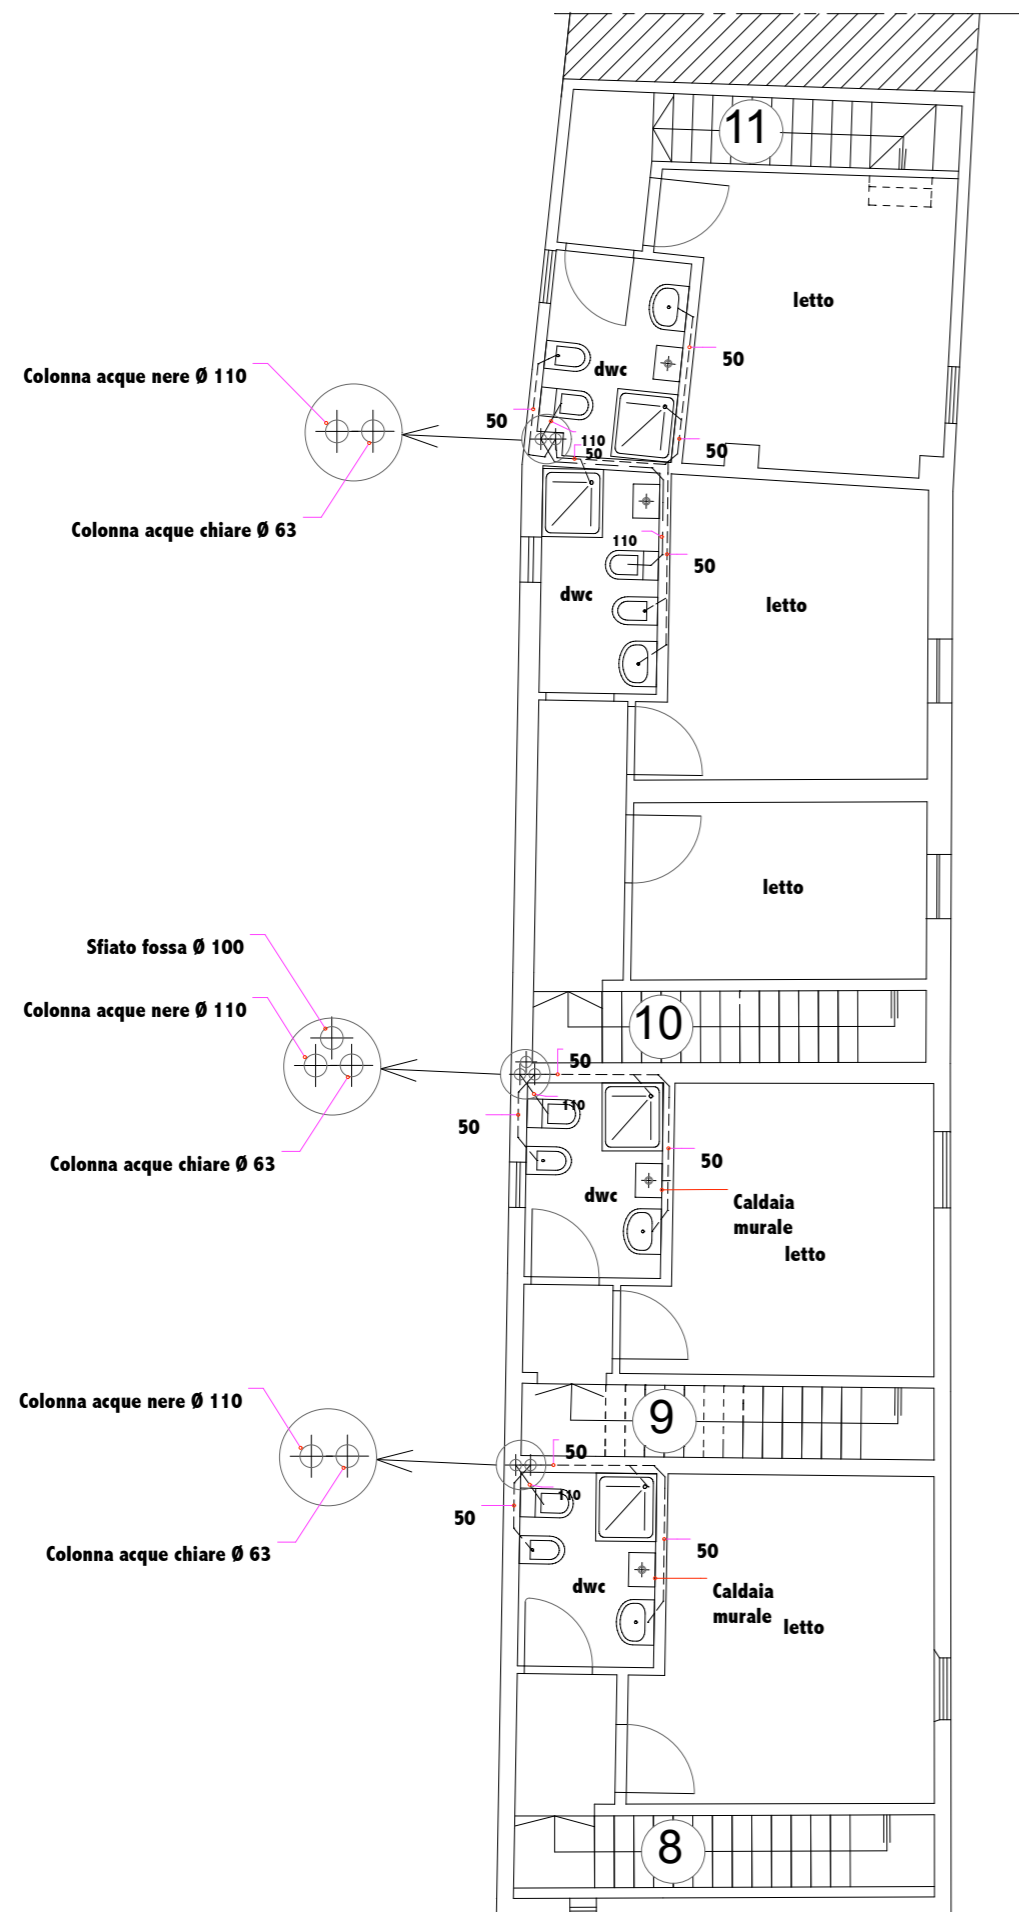 11
letto
50
Colonna acque nere Ø 110
dwc
50
110
50
50
Colonna acque chiare Ø 63
110
50
dwc
letto
letto
Sfiato fossa Ø 100
Colonna acque nere Ø 110
10
50
110
50
Colonna acque chiare Ø 63
50
dwc
Caldaia
murale
letto
Colonna acque nere Ø 110
9
50
110
50
Colonna acque chiare Ø 63
50
dwc
Caldaia
murale
letto
8